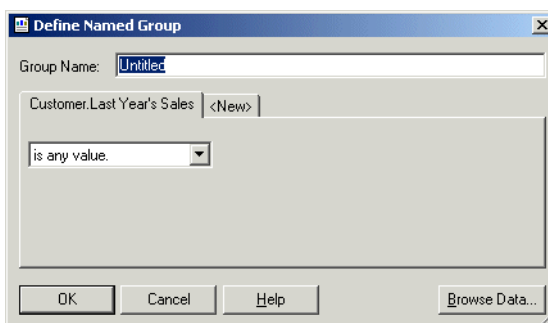 Define Named Group
Group Name: Untitled
Customer.Last Year's Sales <New>
is any value.
OK Cancel Help Browse Data...